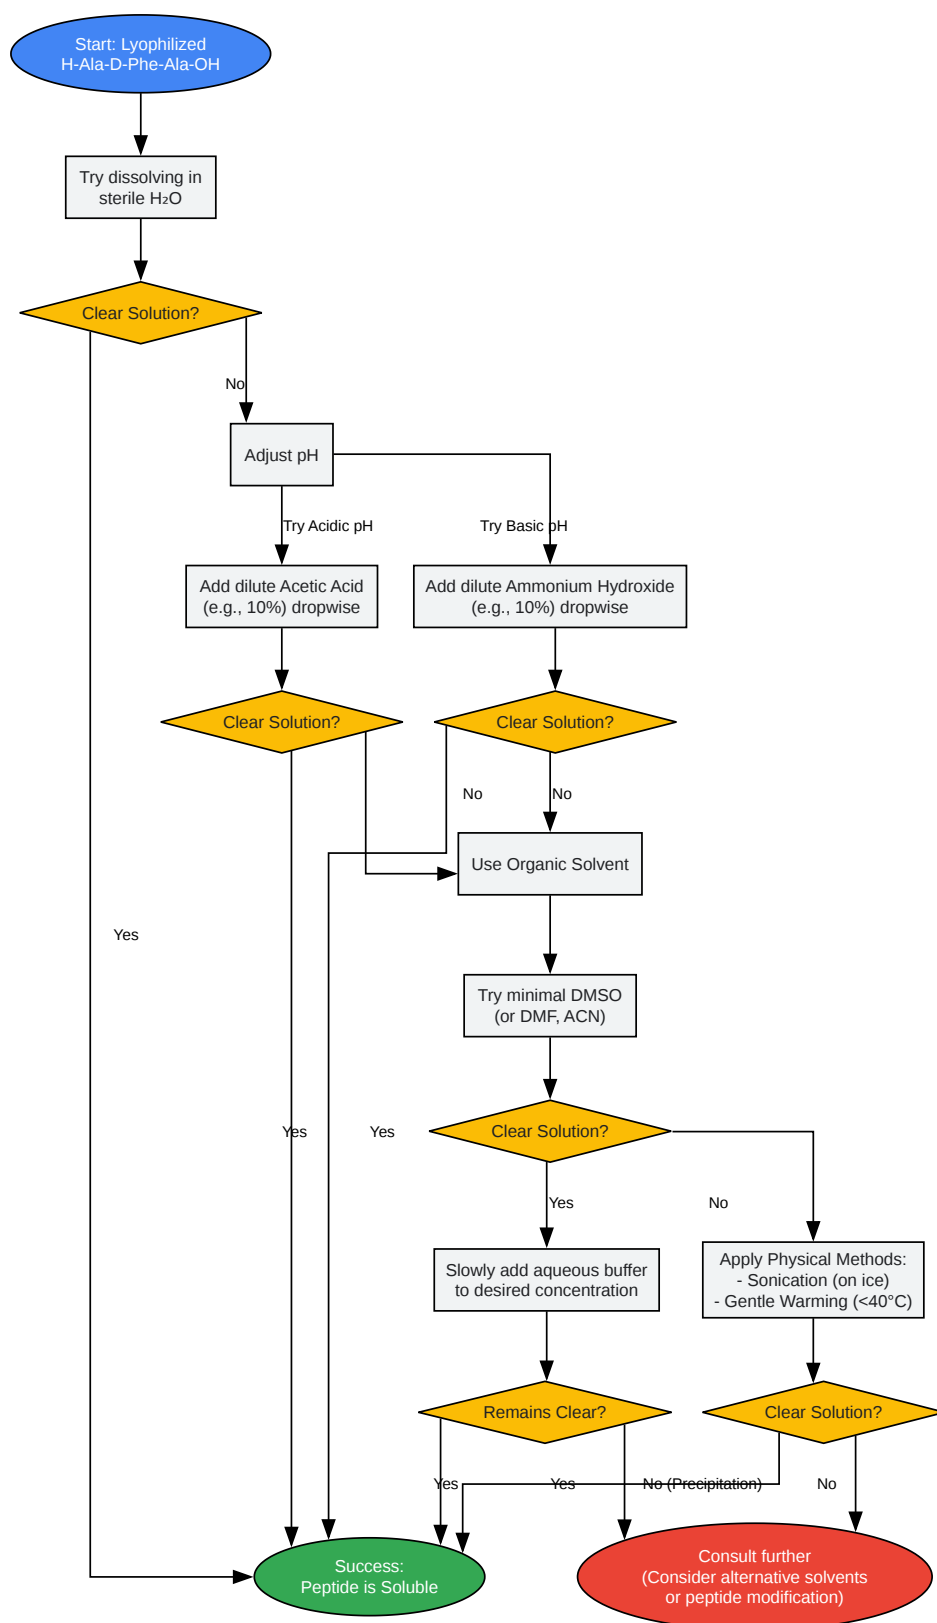 Start: Lyophilized
H-Ala-D-Phe-Ala-OH
Try dissolving in
sterile H₂O
Clear Solution?
No
Adjust pH
Try Acidic pH
Try Basic pH
Add dilute Acetic Acid
(e.g., 10%) dropwise
Add dilute Ammonium Hydroxide
(e.g., 10%) dropwise
Clear Solution?
Clear Solution?
No
No
Use Organic Solvent
Yes
Try minimal DMSO
(or DMF, ACN)
Yes
Yes
Clear Solution?
Yes
No
Slowly add aqueous buffer
to desired concentration
Apply Physical Methods:
- Sonication (on ice)
- Gentle Warming (<40°C)
Remains Clear?
Clear Solution?
Yes
Yes
No (Precipitation)
No
Success:
Peptide is Soluble
Consult further
(Consider alternative solvents
or peptide modification)